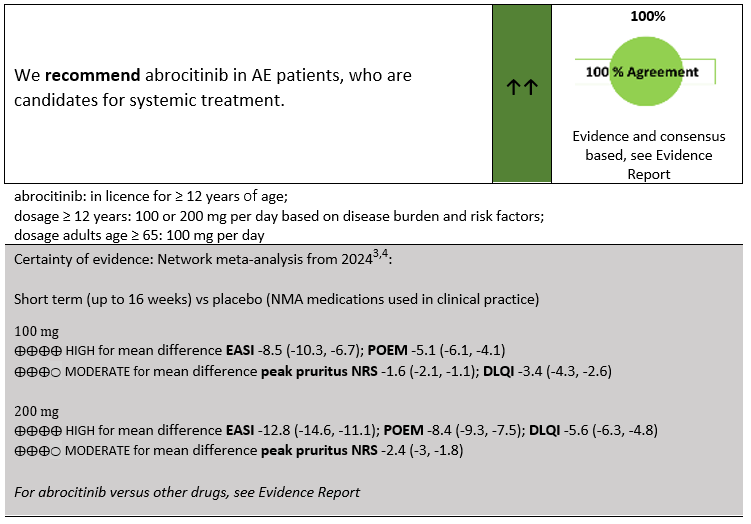 We recommend abrocitinib in AE patients, who are
candidates for systemic treatment.
↑↑
100%
100 % Agreement
Evidence and consensus
based, see Evidence
Report
abrocitinib: in licence for ≥ 12 years of age;
dosage ≥ 12 years: 100 or 200 mg per day based on disease burden and risk factors;
dosage adults age ≥ 65: 100 mg per day
Certainty of evidence: Network meta-analysis from 2024³,⁴:
Short term (up to 16 weeks) vs placebo (NMA medications used in clinical practice)
100 mg
⊕⊕⊕⊕ HIGH for mean difference EASI -8.5 (-10.3, -6.7); POEM -5.1 (-6.1, -4.1)
⊕⊕⊕○ MODERATE for mean difference peak pruritus NRS -1.6 (-2.1, -1.1); DLQI -3.4 (-4.3, -2.6)
200 mg
⊕⊕⊕⊕ HIGH for mean difference EASI -12.8 (-14.6, -11.1); POEM -8.4 (-9.3, -7.5); DLQI -5.6 (-6.3, -4.8)
⊕⊕⊕○ MODERATE for mean difference peak pruritus NRS -2.4 (-3, -1.8)
For abrocitinib versus other drugs, see Evidence Report